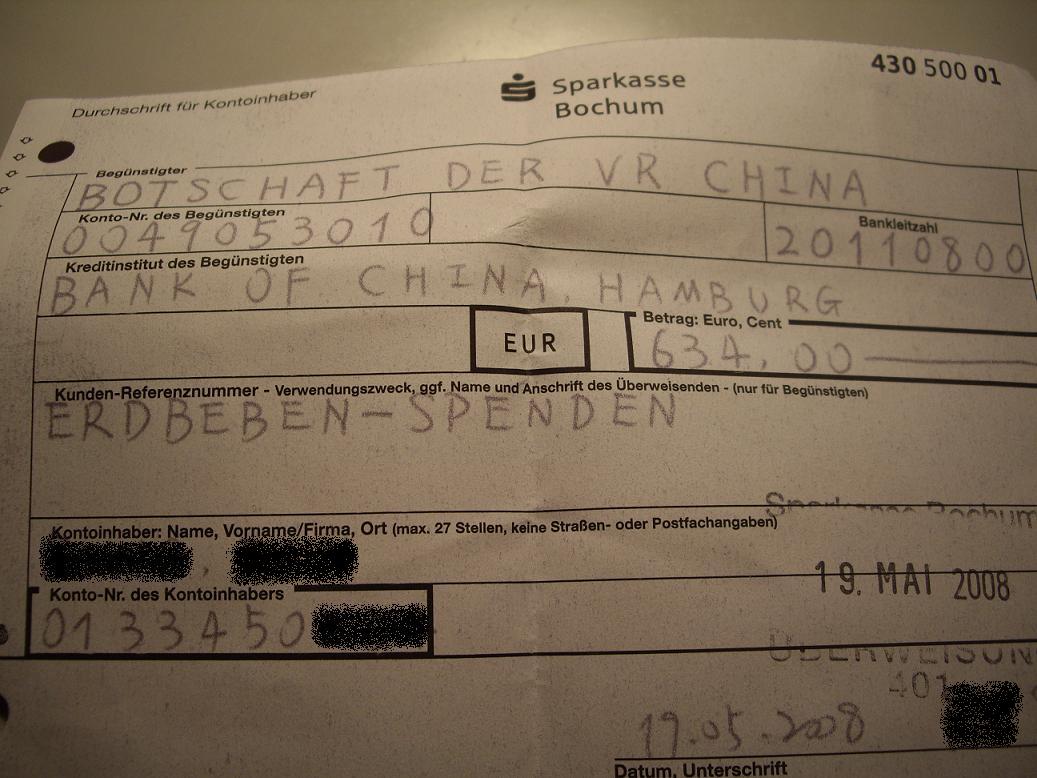 430 500 01
Sparkasse
Bochum
Durchschrift für Kontoinhaber
Begünstigter
BOTSCHAFT DER VR CHINA
Konto-Nr. des Begünstigten
Bankleitzahl
0049053010
20110800
Kreditinstitut des Begünstigten
BANK OF CHINA, HAMBURG
EUR
Betrag: Euro, Cent
634,00
Kunden-Referenznummer - Verwendungszweck, ggf. Name und Anschrift des Überweisenden - (nur für Begünstigten)
ERDBEBEN-SPENDEN
Sparkasse Bochum
Kontoinhaber: Name, Vorname/Firma, Ort (max. 27 Stellen, keine Straßen- oder Postfachangaben)
,
19. MAI 2008
Konto-Nr. des Kontoinhabers
0133450
401
19.05.2008
Datum, Unterschrift